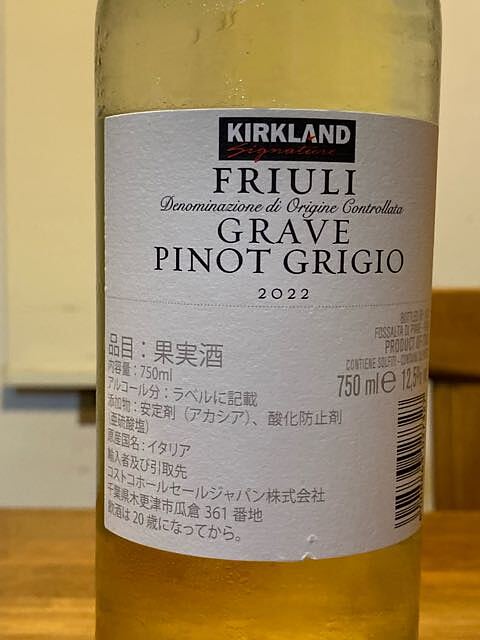 KIRKLAND
Signature
FRIULI
Denominazione di Origine Controllata
GRAVE
PINOT GRIGIO
2022
品目：果実酒
内容量：750ml
アルコール分：ラベルに記載
添加物：安定剤（アカシア）、酸化防止剤
（亜硫酸塩）
原産国名：イタリア
輸入者及び引取先
コストコホールセールジャパン株式会社
千葉県木更津市瓜倉 361 番地
飲酒は 20 歳になってから。
BOTTLED BY
FOSSALTA DI PIAVE
PRODUCT OF
CONTIENE SOLFITI
750 ml e 12,5%